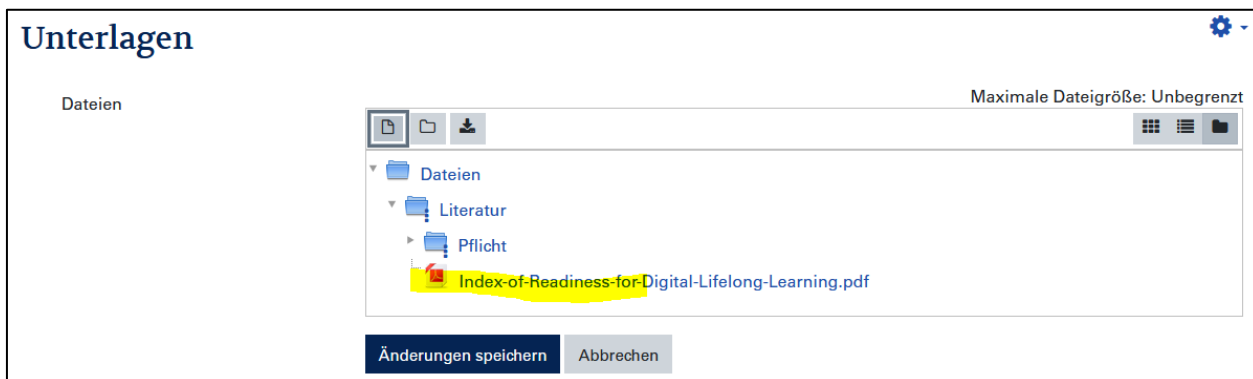 Unterlagen
Dateien
Maximale Dateigröße: Unbegrenzt
Dateien
Literatur
Pflicht
Index-of-Readiness-for-Digital-Lifelong-Learning.pdf
Änderungen speichern
Abbrechen